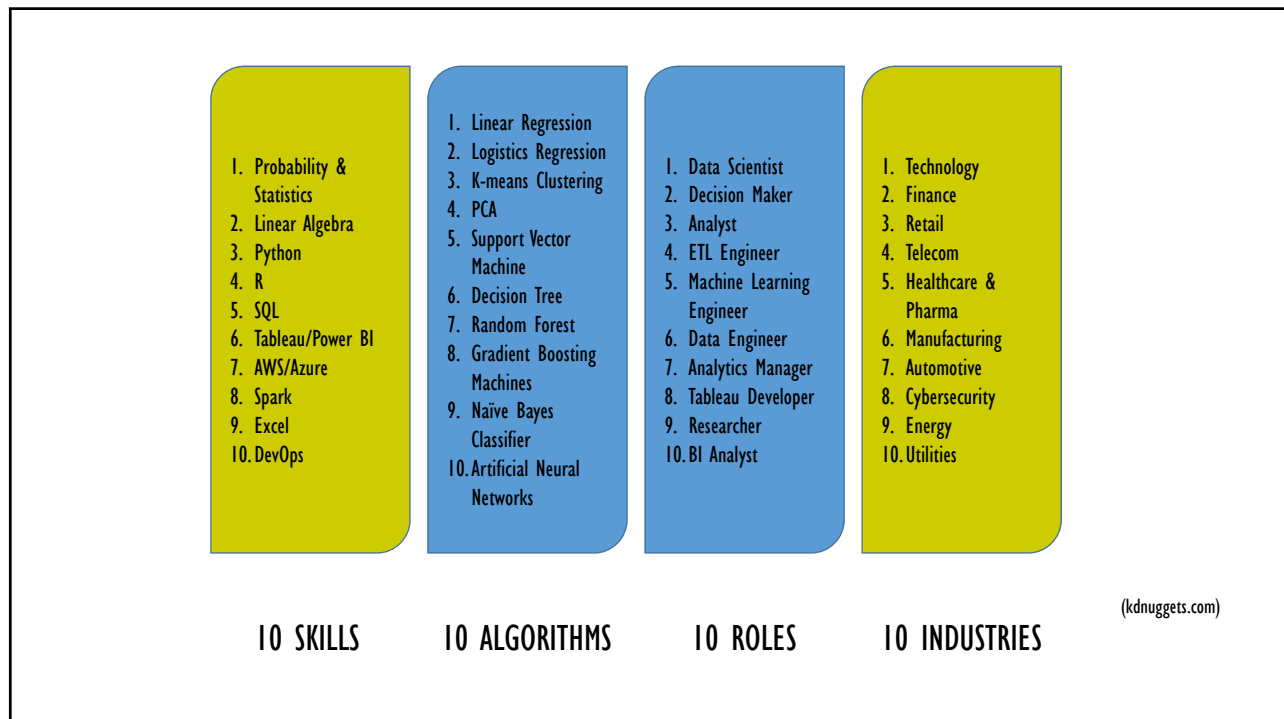 1. Probability &
Statistics
2. Linear Algebra
3. Python
4. R
5. SQL
6. Tableau/Power BI
7. AWS/Azure
8. Spark
9. Excel
10. DevOps
1. Linear Regression
2. Logistics Regression
3. K-means Clustering
4. PCA
5. Support Vector
Machine
6. Decision Tree
7. Random Forest
8. Gradient Boosting
Machines
9. Naïve Bayes
Classifier
10. Artificial Neural
Networks
1. Data Scientist
2. Decision Maker
3. Analyst
4. ETL Engineer
5. Machine Learning
Engineer
6. Data Engineer
7. Analytics Manager
8. Tableau Developer
9. Researcher
10. BI Analyst
1. Technology
2. Finance
3. Retail
4. Telecom
5. Healthcare &
Pharma
6. Manufacturing
7. Automotive
8. Cybersecurity
9. Energy
10. Utilities
(kdnuggets.com)
10 SKILLS
10 ALGORITHMS
10 ROLES
10 INDUSTRIES